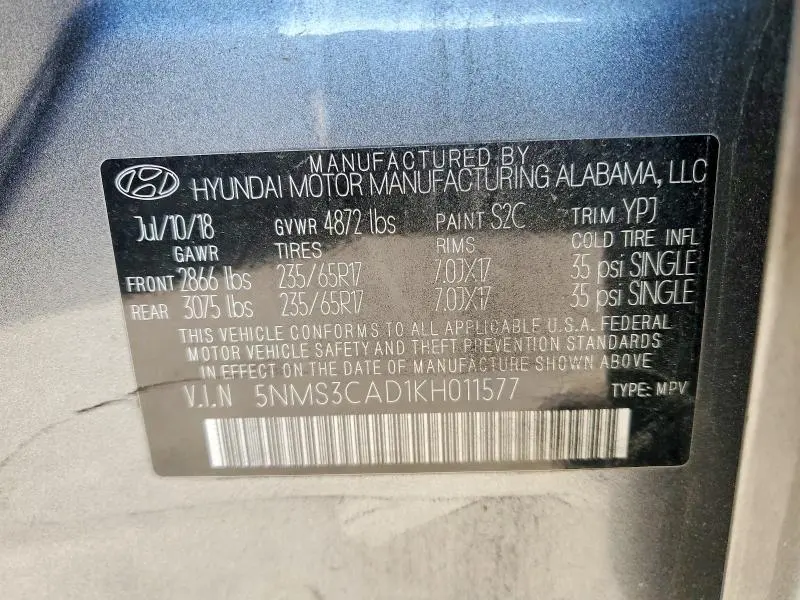 MANUFACTURED BY
HYUNDAI MOTOR MANUFACTURING ALABAMA, LLC
Jul/10/18 GVWR 4872 lbs PAINT S2C TRIM YPJ
GAWR TIRES RIMS COLD TIRE INFL
FRONT 2866 lbs 235/65R17 7.0JX17 35 psi SINGLE
REAR 3075 lbs 235/65R17 7.0JX17 35 psi SINGLE
THIS VEHICLE CONFORMS TO ALL APPLICABLE U.S.A. FEDERAL
MOTOR VEHICLE SAFETY AND THEFT PREVENTION STANDARDS
IN EFFECT ON THE DATE OF MANUFACTURE SHOWN ABOVE.
V.I.N 5NMS3CAD1KH011577 TYPE: MPV